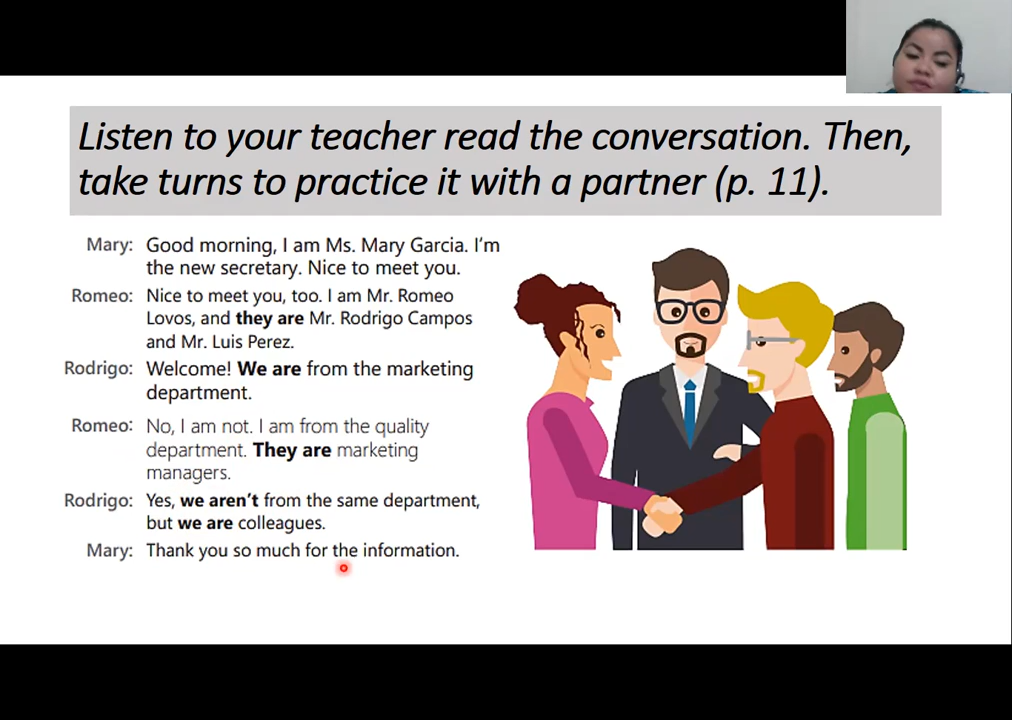 Listen to your teacher read the conversation. Then,
take turns to practice it with a partner (p. 11).
Mary: Good morning, I am Ms. Mary Garcia. I'm
the new secretary. Nice to meet you.
Romeo: Nice to meet you, too. I am Mr. Romeo
Lovos, and they are Mr. Rodrigo Campos
and Mr. Luis Perez.
Rodrigo: Welcome! We are from the marketing
department.
Romeo: No, I am not. I am from the quality
department. They are marketing
managers.
Rodrigo: Yes, we aren't from the same department,
but we are colleagues.
Mary: Thank you so much for the information.